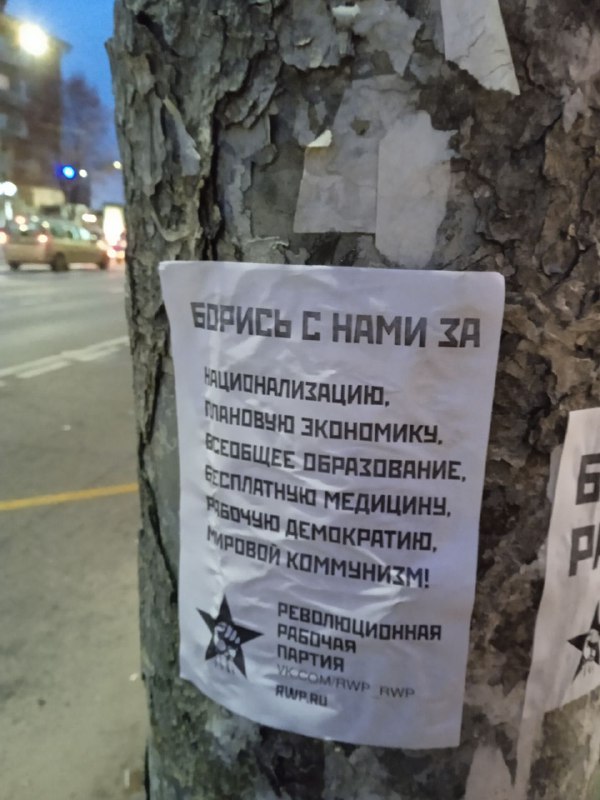 БОРИСЬ С НАМИ ЗА
НАЦИОНАЛИЗАЦИЮ,
ПЛАНОВУЮ ЭКОНОМИКУ,
ВСЕОБЩЕЕ ОБРАЗОВАНИЕ,
БЕСПЛАТНУЮ МЕДИЦИНУ,
РАБОЧУЮ ДЕМОКРАТИЮ,
МИРОВОЙ КОММУНИЗМ!
РЕВОЛЮЦИОННАЯ
РАБОЧАЯ
ПАРТИЯ
VK.COM/RWP_RWP
RWP.RU